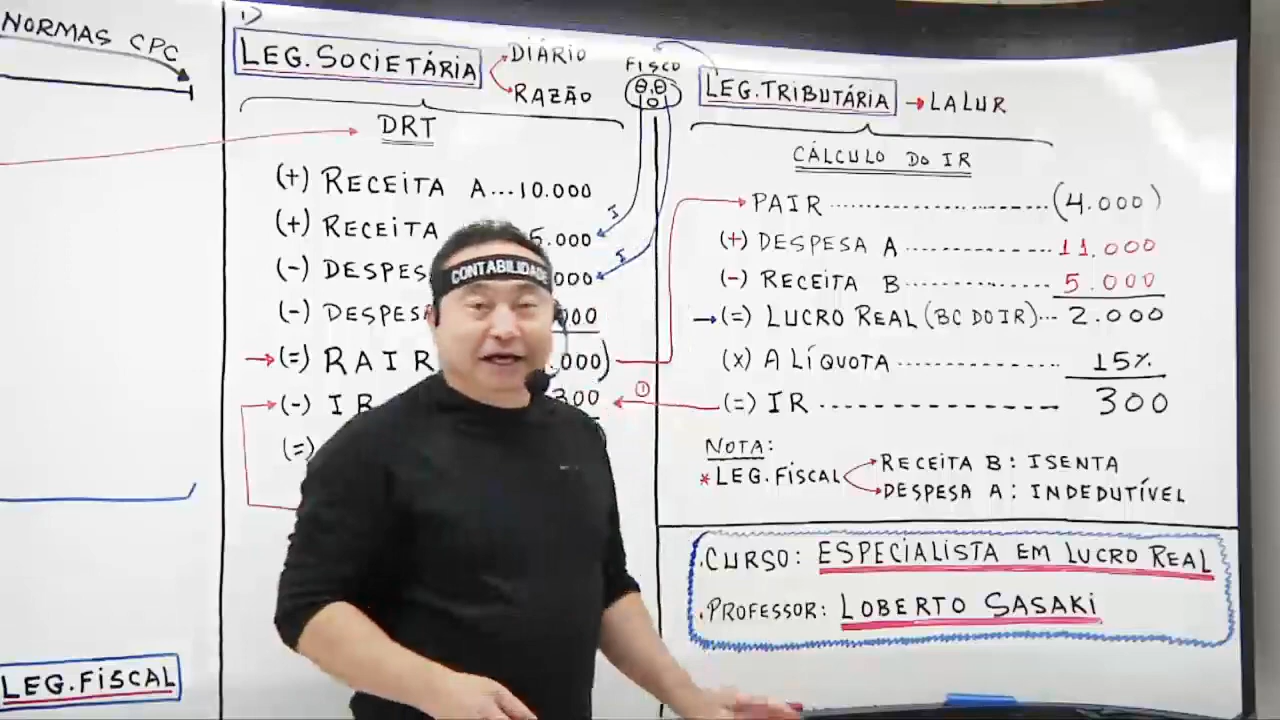 NORMAS CPC
LEG.FISCAL
1)
LEG.SOCIETÁRIA
DIÁRIO
RAZÃO
DRT
(+) RECEITA A...10.000
(+) RECEITA 5.000
(-)
(-)
(=) RAIR .000)
(-) IR 300
(=)
CONTABILIDADE
FISCO
I
I
LEG.TRIBUTÁRIA → LALUR
CÁLCULO DO IR
PAIR (4.000)
(+) DESPESA A 11.000
(-) RECEITA B 5.000
(=) LUCRO REAL (BC DO IR) 2.000
(X) ALÍQUOTA 15%
1
(=) IR 300
NOTA:
* LEG.FISCAL
RECEITA B: ISENTA
DESPESA A: INDEDUTÍVEL
.CURSO: ESPECIALISTA EM LUCRO REAL
.PROFESSOR: LOBERTO SASAKI